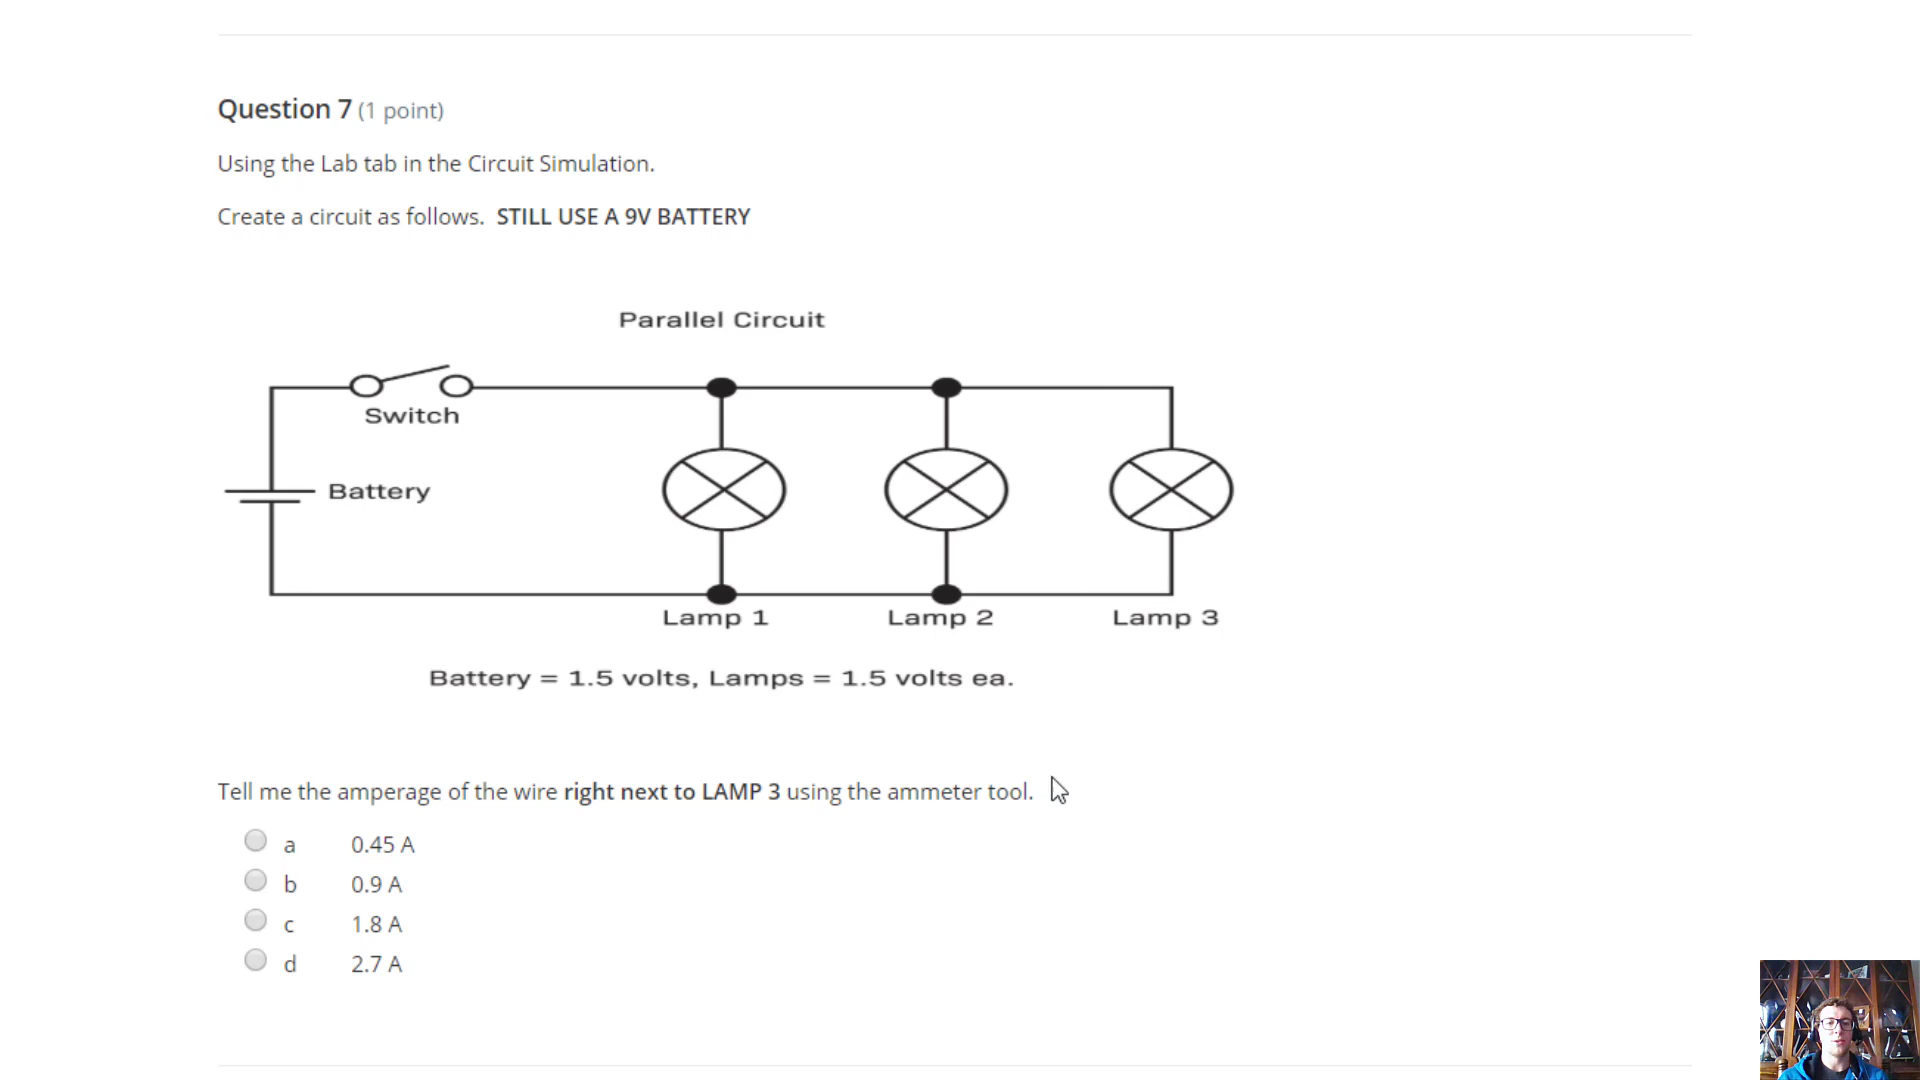 Question 7 (1 point)
Using the Lab tab in the Circuit Simulation.
Create a circuit as follows.  STILL USE A 9V BATTERY
Parallel Circuit
Switch
Battery
Lamp 1
Lamp 2
Lamp 3
Battery = 1.5 volts, Lamps = 1.5 volts ea.
Tell me the amperage of the wire right next to LAMP 3 using the ammeter tool.
a 0.45 A
b 0.9 A
c 1.8 A
d 2.7 A